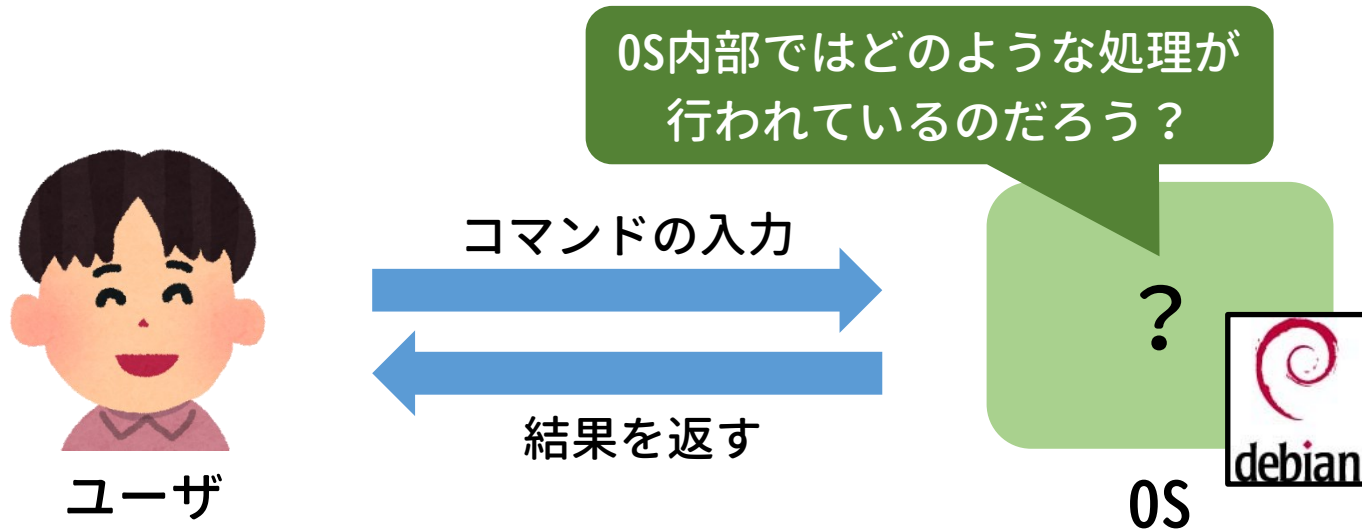 OS内部ではどのような処理が
行われているのだろう？
コマンドの入力
？
結果を返す
debian
ユーザ
OS